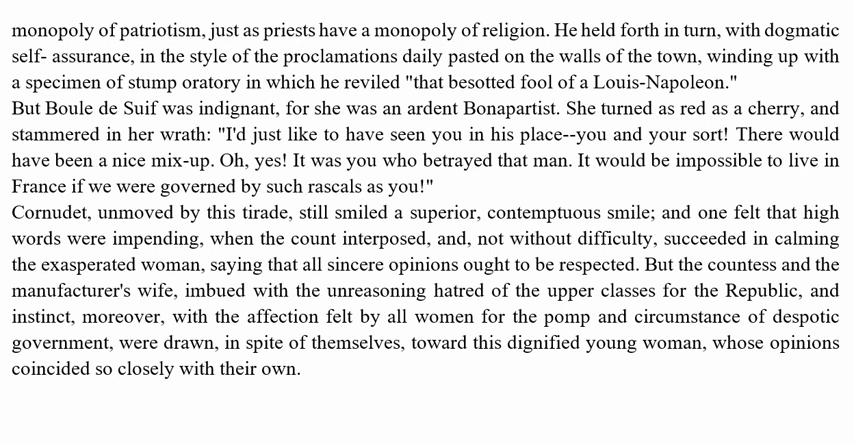 monopoly of patriotism, just as priests have a monopoly of religion. He held forth in turn, with dogmatic
self- assurance, in the style of the proclamations daily pasted on the walls of the town, winding up with
a specimen of stump oratory in which he reviled "that besotted fool of a Louis-Napoleon."
But Boule de Suif was indignant, for she was an ardent Bonapartist. She turned as red as a cherry, and
stammered in her wrath: "I'd just like to have seen you in his place--you and your sort! There would
have been a nice mix-up. Oh, yes! It was you who betrayed that man. It would be impossible to live in
France if we were governed by such rascals as you!"
Cornudet, unmoved by this tirade, still smiled a superior, contemptuous smile; and one felt that high
words were impending, when the count interposed, and, not without difficulty, succeeded in calming
the exasperated woman, saying that all sincere opinions ought to be respected. But the countess and the
manufacturer's wife, imbued with the unreasoning hatred of the upper classes for the Republic, and
instinct, moreover, with the affection felt by all women for the pomp and circumstance of despotic
government, were drawn, in spite of themselves, toward this dignified young woman, whose opinions
coincided so closely with their own.